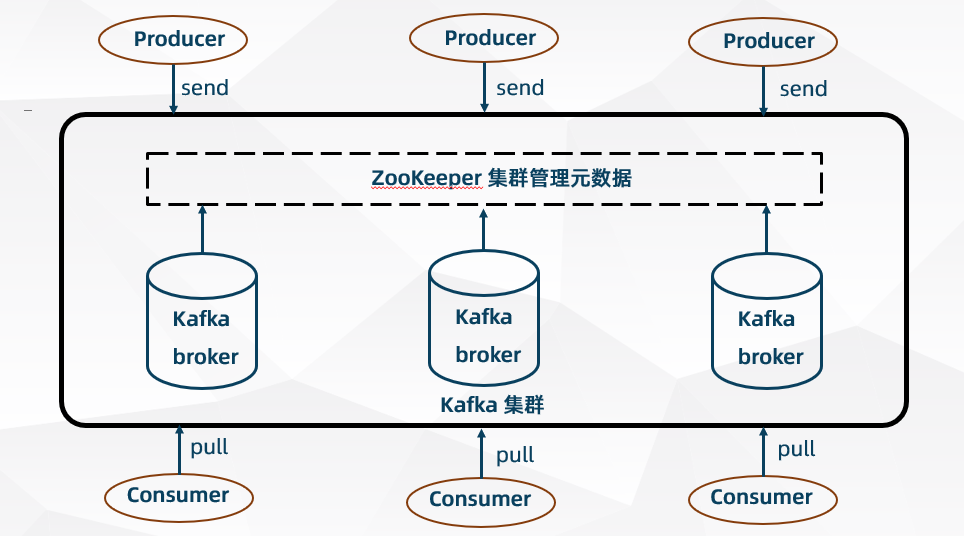 Producer
Producer
Producer
send
send
send
ZooKeeper 集群管理元数据
Kafka
broker
Kafka
broker
Kafka
broker
Kafka 集群
pull
pull
pull
Consumer
Consumer
Consumer